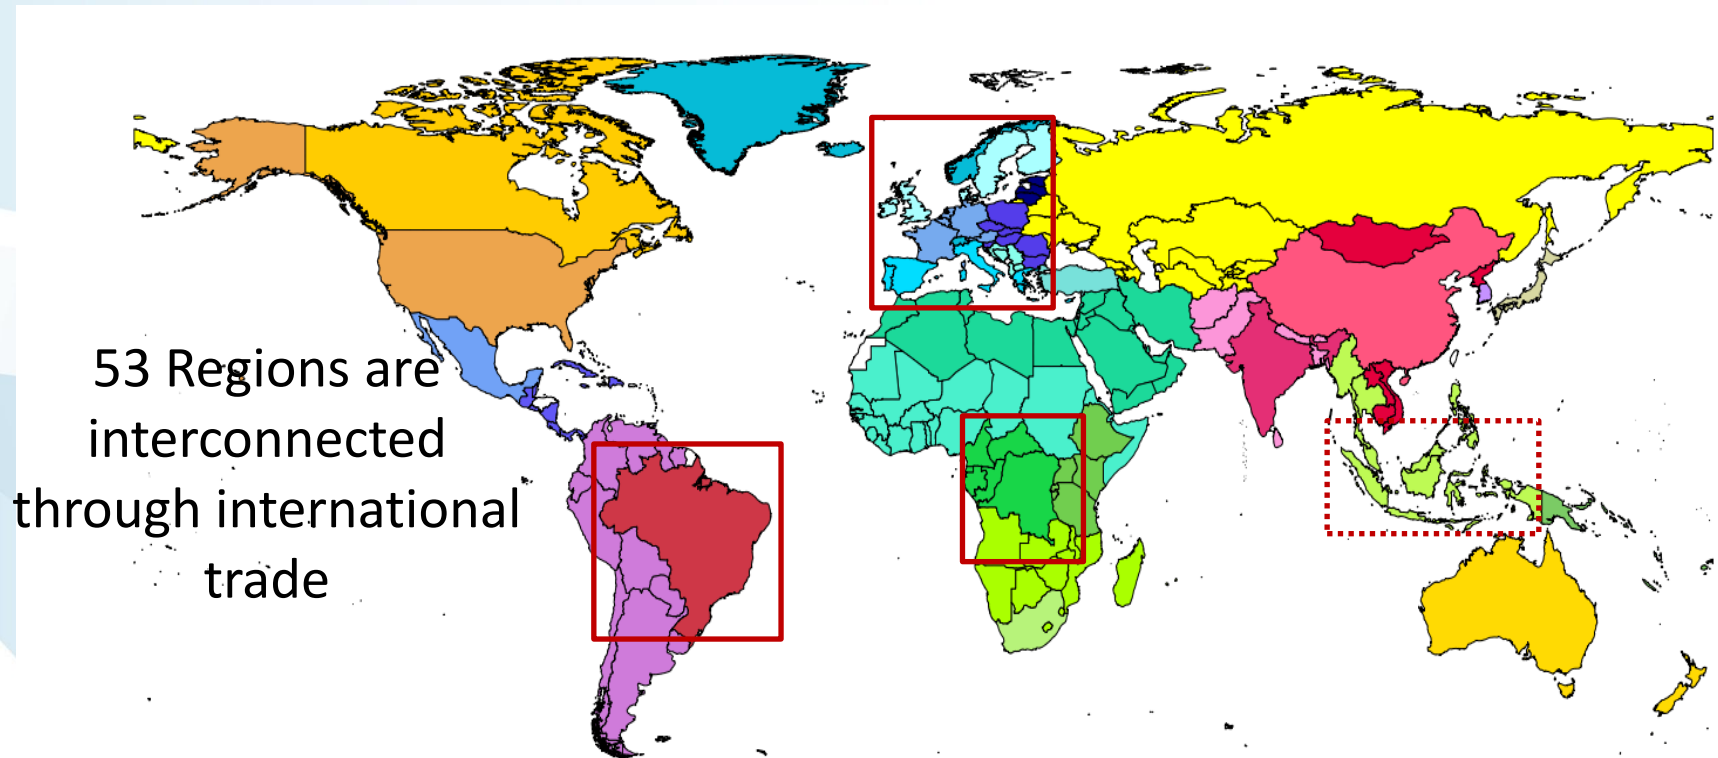 53 Regions are
interconnected
through international
trade